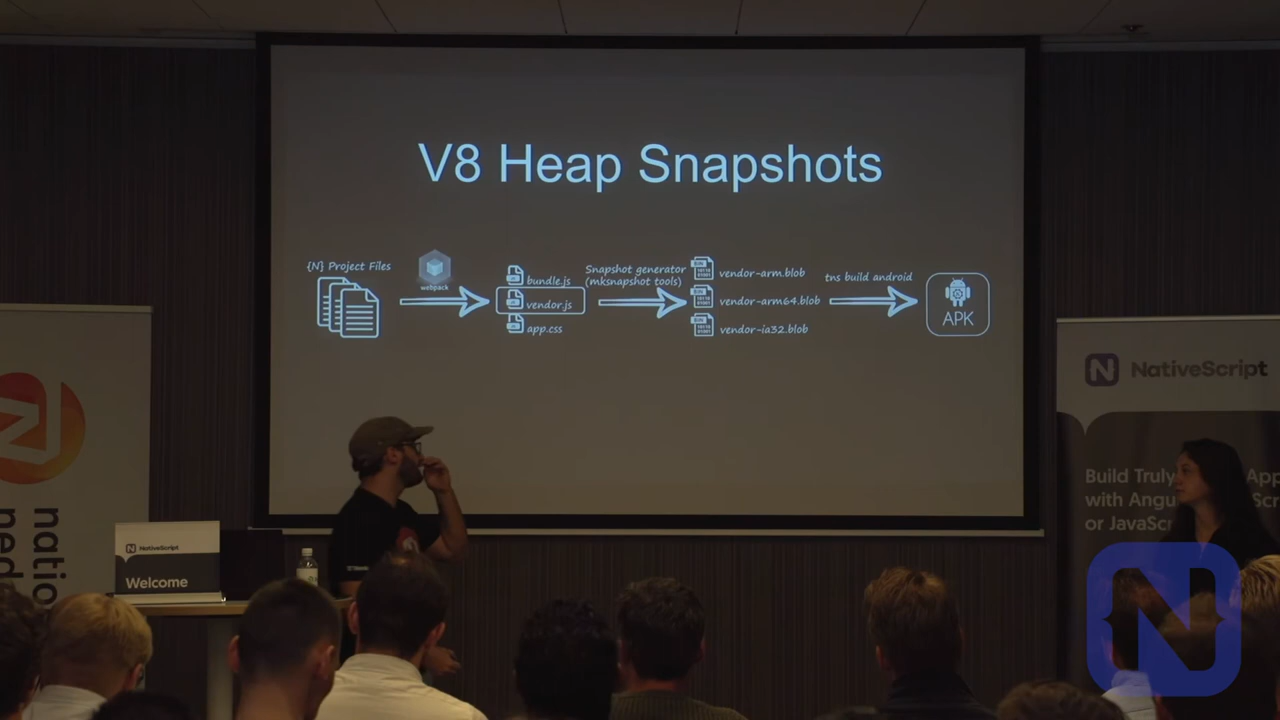 V8 Heap Snapshots
{N} Project Files
webpack
bundle.js
vendor.js
app.css
Snapshot generator
(mksnapshot tools)
vendor-arm.blob
vendor-arm64.blob
vendor-ia32.blob
tns build android
APK
NativeScript
Build Truly
with Angu
or JavaScr
NativeScript
Welcome
natio
ned
N